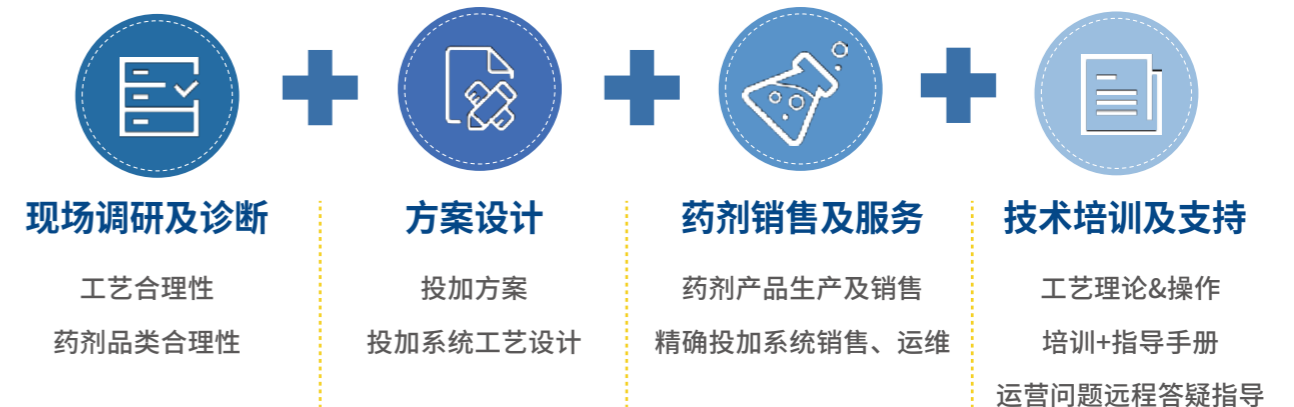 现场调研及诊断
工艺合理性
药剂品类合理性
方案设计
投加方案
投加系统工艺设计
药剂销售及服务
药剂产品生产及销售
精确投加系统销售、运维
技术培训及支持
工艺理论&操作
培训+指导手册
运营问题远程答疑指导